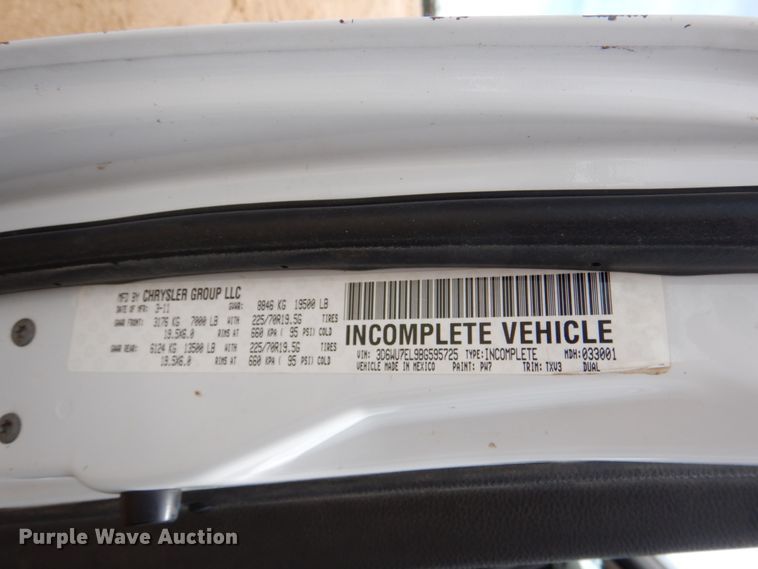 MFD BY CHRYSLER GROUP LLC
DATE OF MFR: 3-11 GVWR: 8846 KG 19500 LB
GAWR FRONT: 3176 KG 7000 LB WITH 225/70R19.5G TIRES
19.5X6.0 RIMS AT 660 KPA ( 95 PSI) COLD
GAWR REAR: 6124 KG 13500 LB WITH 225/70R19.5G TIRES
19.5X6.0 RIMS AT 660 KPA ( 95 PSI) COLD
INCOMPLETE VEHICLE
VIN: 3D6WU7EL9BG595725 TYPE: INCOMPLETE MDH: 033001
VEHICLE MADE IN MEXICO PAINT: PW7 TRIM: TXV3 DUAL
Purple Wave Auction